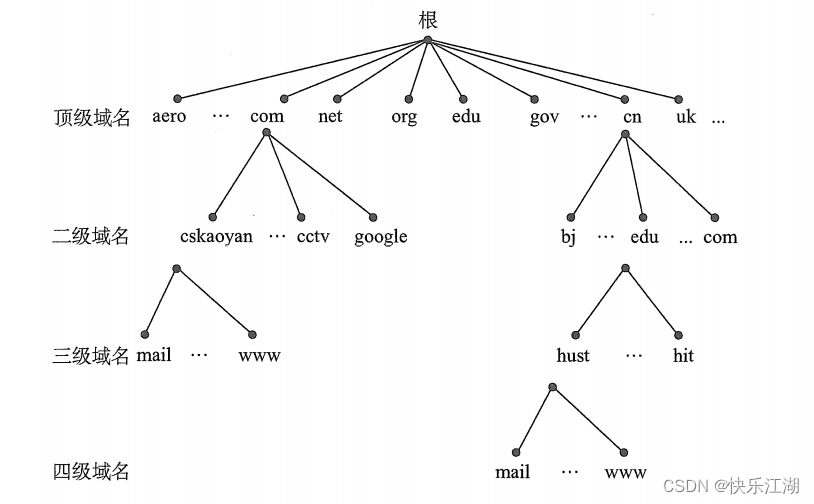 根
顶级域名 aero ... com net org edu gov ... cn uk ...
二级域名 cskaoyan ... cctv google bj ... edu ... com
三级域名 mail ... www hust ... hit
四级域名 mail ... www
CSDN @快乐江湖